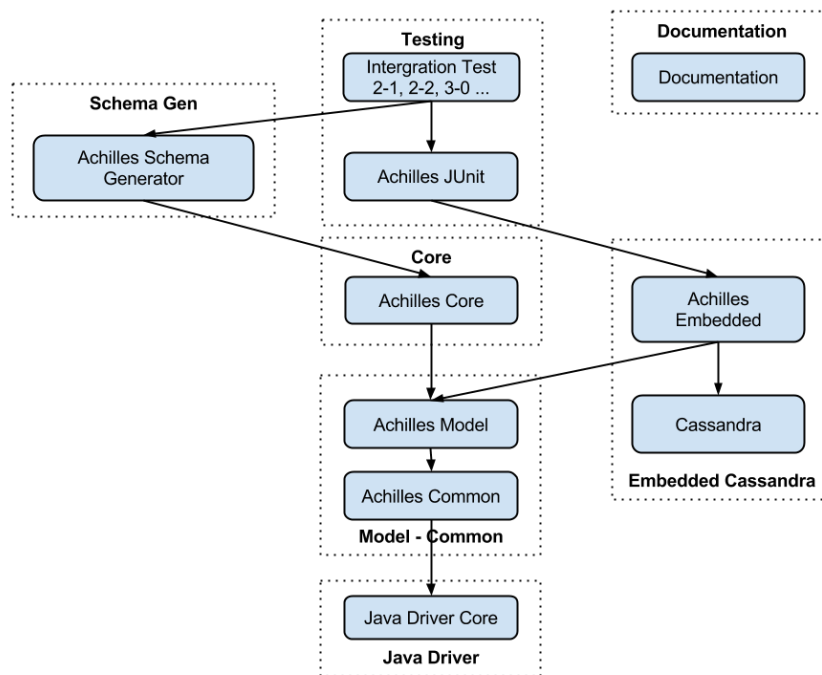 Testing
Intergration Test
2-1, 2-2, 3-0 ...
Documentation
Documentation
Schema Gen
Achilles Schema
Generator
Achilles JUnit
Core
Achilles Core
Achilles
Embedded
Achilles Model
Cassandra
Embedded Cassandra
Achilles Common
Model - Common
Java Driver Core
Java Driver